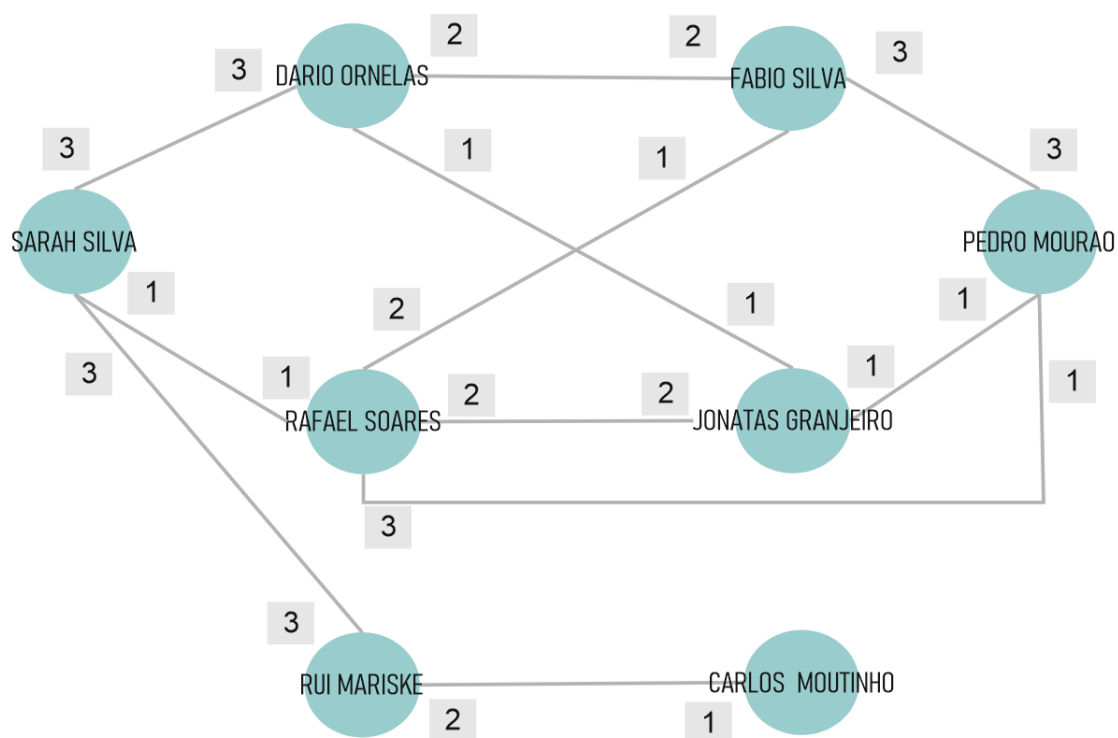 2
2
3
3
DARIO ORNELAS
FABIO SILVA
3
1
1
3
SARAH SILVA
PEDRO MOURAO
1
2
1
1
3
1
1
1
2
2
RAFAEL SOARES
JONATAS GRANJEIRO
3
3
RUI MARISKE
CARLOS MOUTINHO
2
1